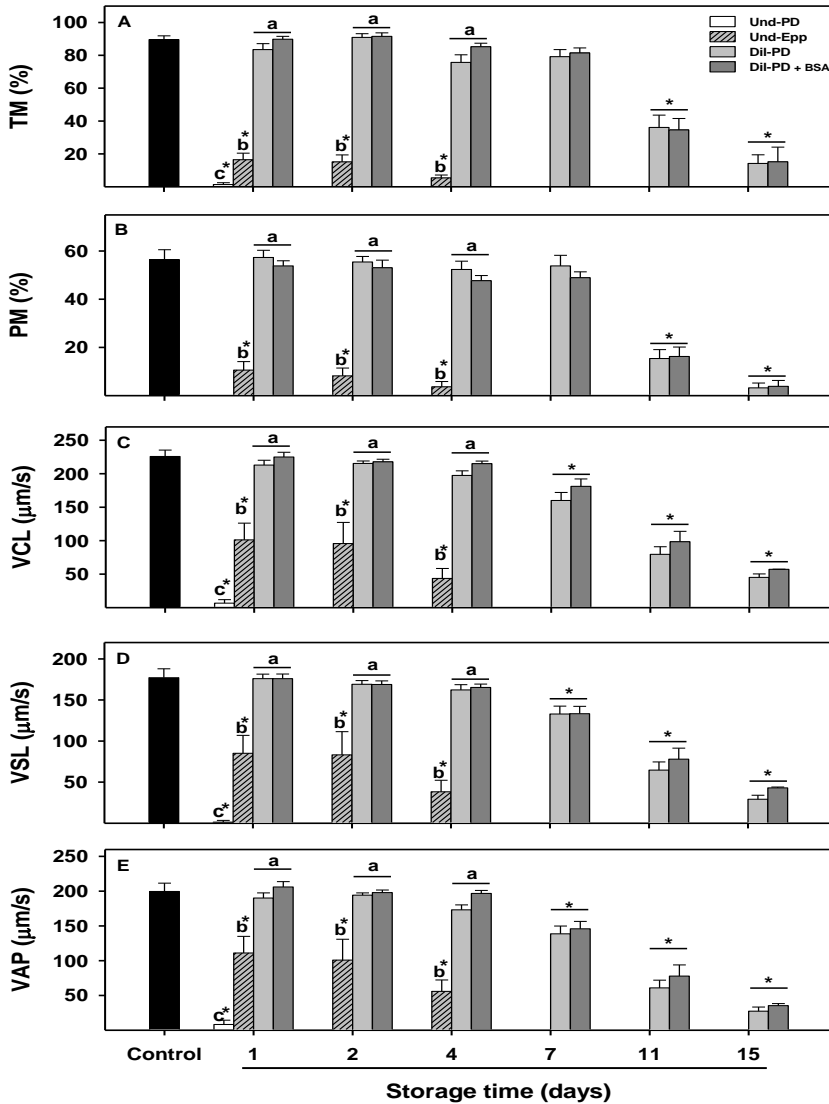 A
Und-PD
Und-Epp
Dil-PD
Dil-PD + BSA
TM (%)
100
80
60
40
20
c* b* a
b* a
b* a
*
*
B
PM (%)
60
40
20
b* a
b* a
b* a
*
*
C
VCL (μm/s)
250
200
150
100
50
c* b* a
b* a
b* a
*
*
*
D
VSL (μm/s)
200
150
100
50
c* b* a
b* a
b* a
*
*
*
E
VAP (μm/s)
250
200
150
100
50
c* b* a
b* a
b* a
*
*
*
Control 1 2 4 7 11 15
Storage time (days)